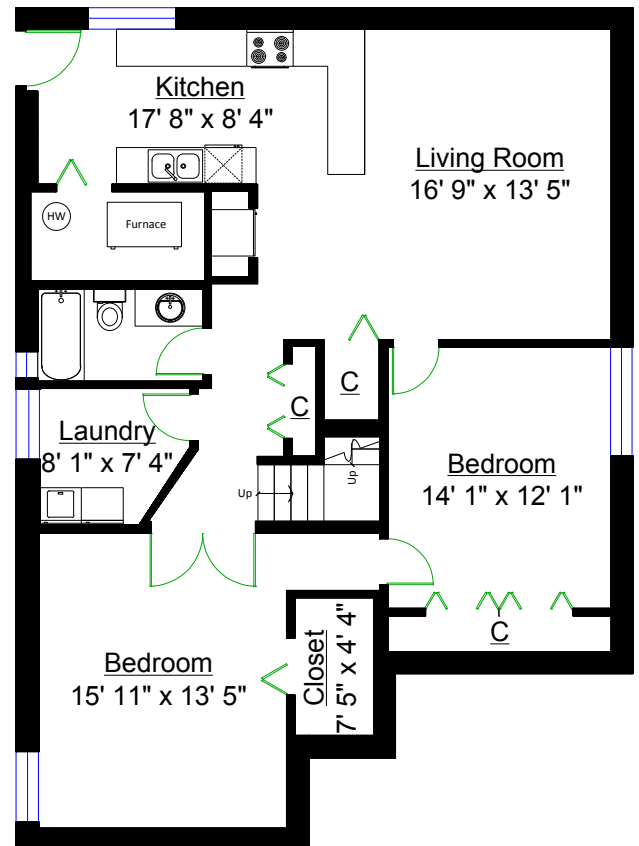 Kitchen
17' 8" x 8' 4"
Living Room
16' 9" x 13' 5"
HW
Furnace
C
C
Laundry
8' 1" x 7' 4"
Up
Up
Bedroom
14' 1" x 12' 1"
C
Bedroom
15' 11" x 13' 5"
Closet
7' 5" x 4' 4"